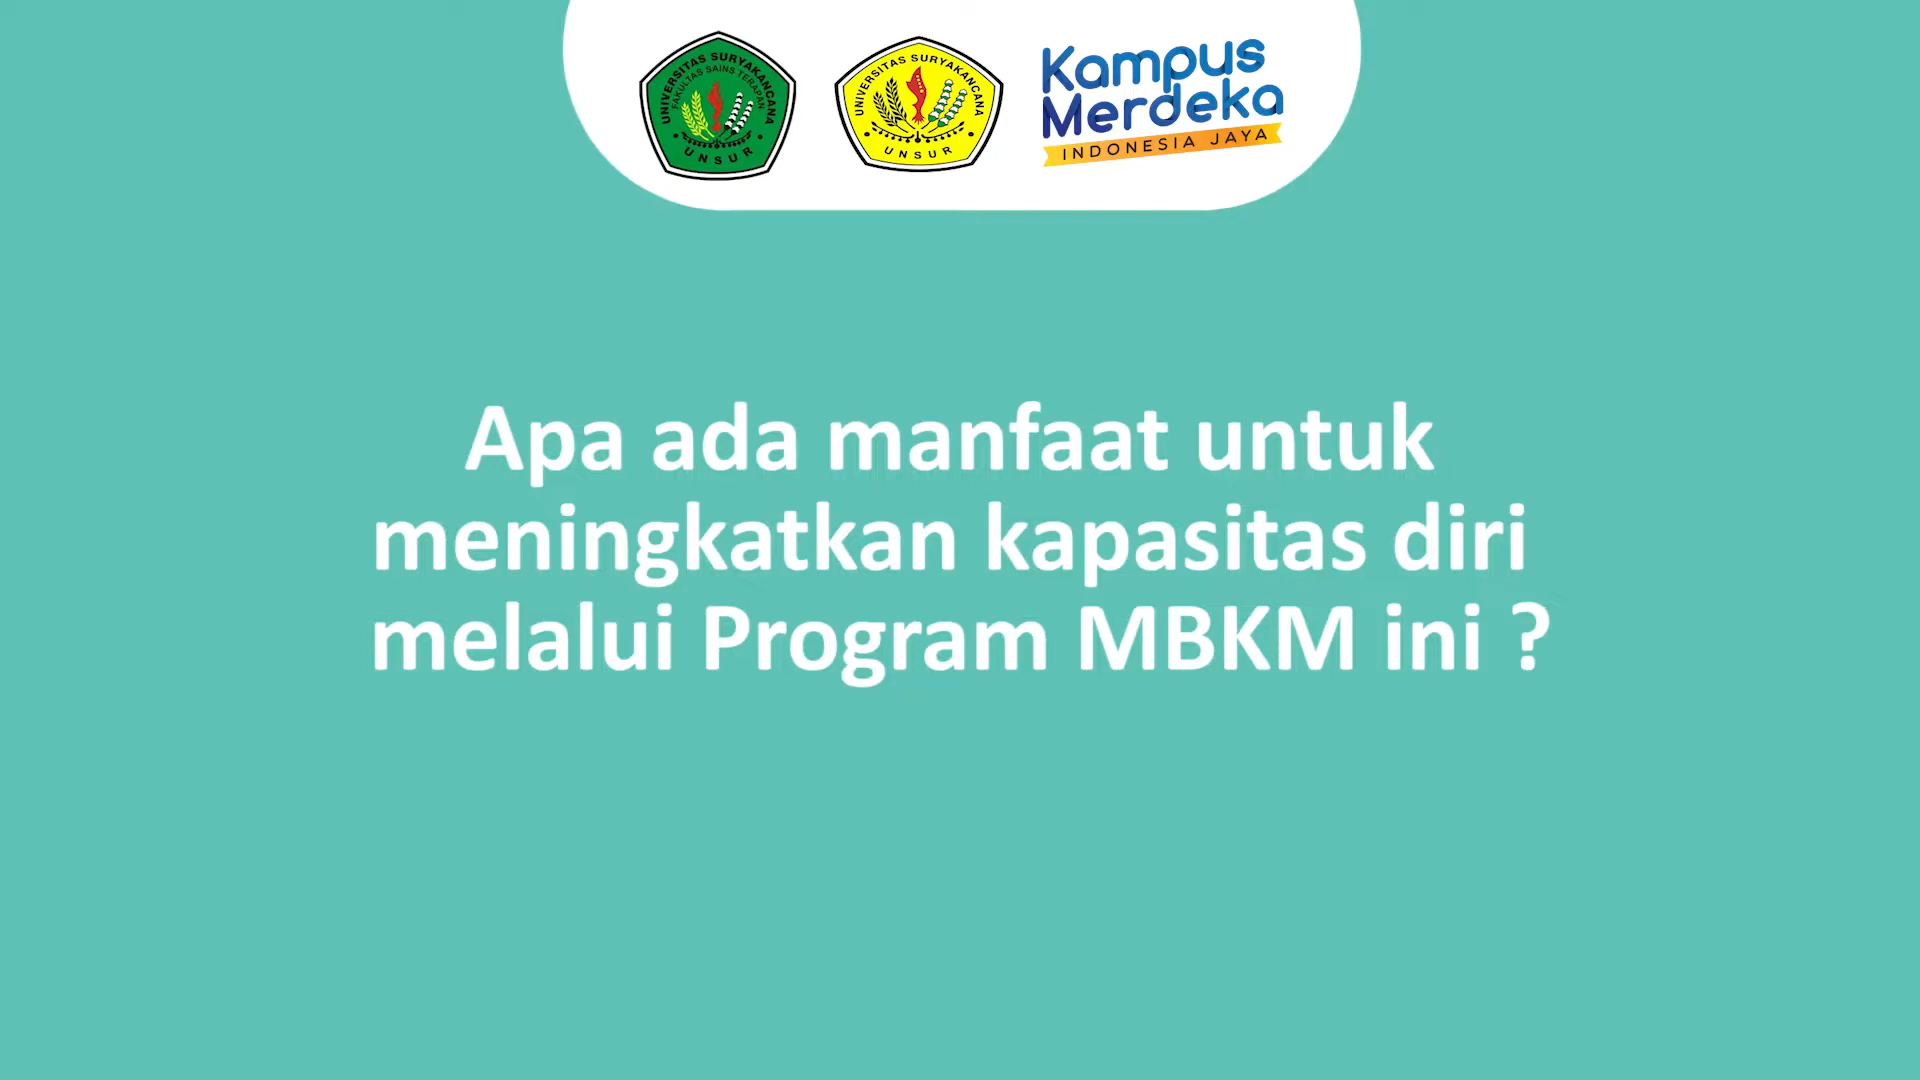 UNIVERSITAS SURYAKANCANA
FAKULTAS SAINS TERAPAN
UNSUR
UNIVERSITAS SURYAKANCANA
UNSUR
Kampus
Merdeka
INDONESIA JAYA
Apa ada manfaat untuk
meningkatkan kapasitas diri
melalui Program MBKM ini ?